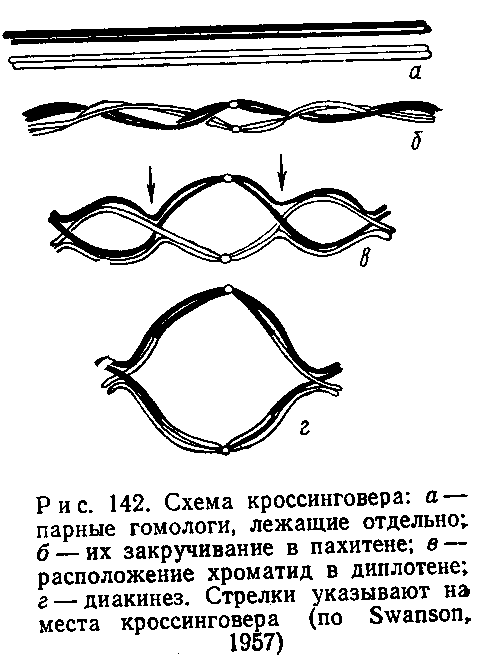 а
б
в
г
Рис. 142. Схема кроссинговера: а —
парные гомологи, лежащие отдельно;
б — их закручивание в пахитене; в —
расположение хроматид в диплотене;
г — диакинез. Стрелки указывают на
места кроссинговера (по Swanson,
1957)